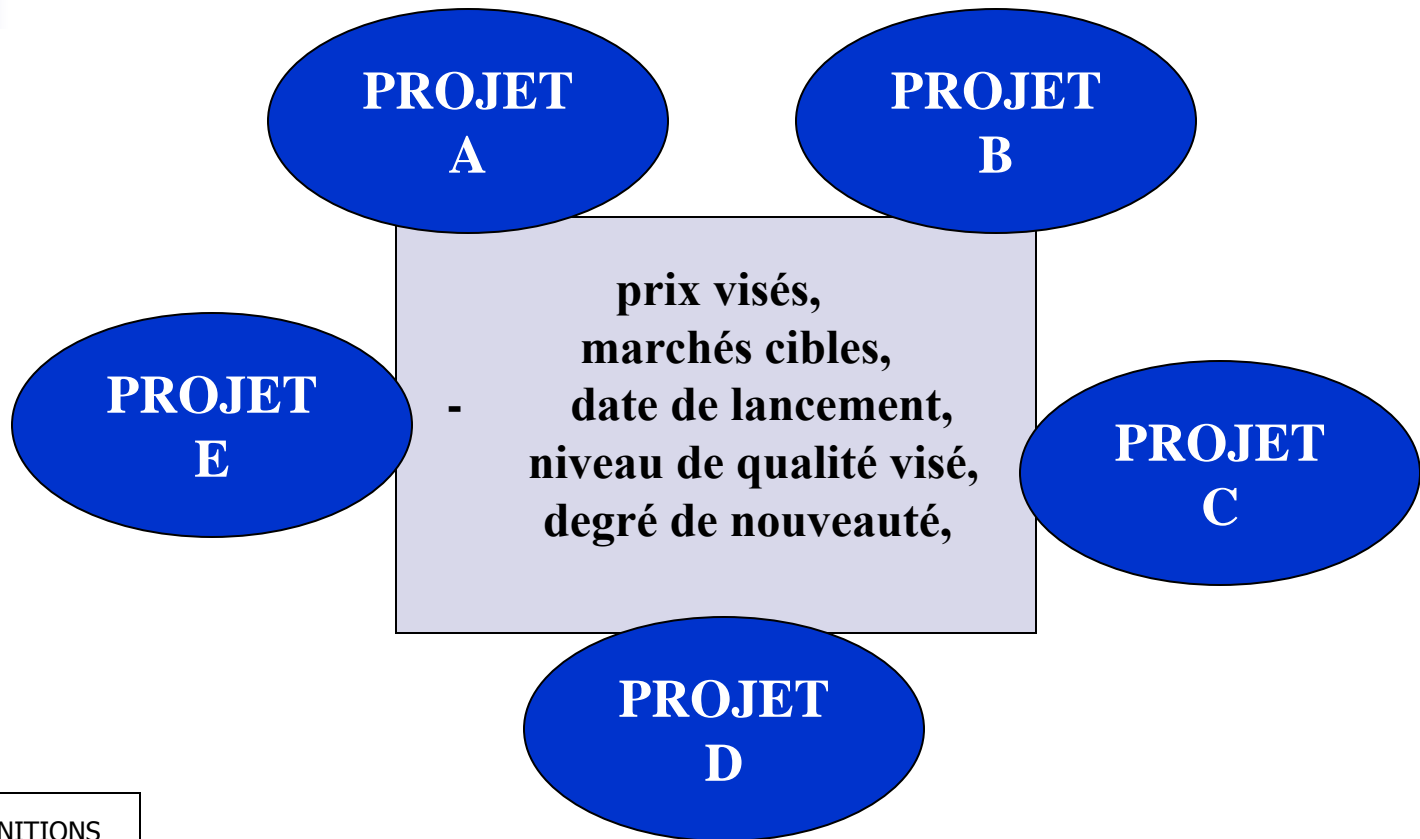 PROJET
A
PROJET
B
prix visés,
marchés cibles,
- date de lancement,
niveau de qualité visé,
degré de nouveauté,
PROJET
E
PROJET
C
PROJET
D
NITIONS